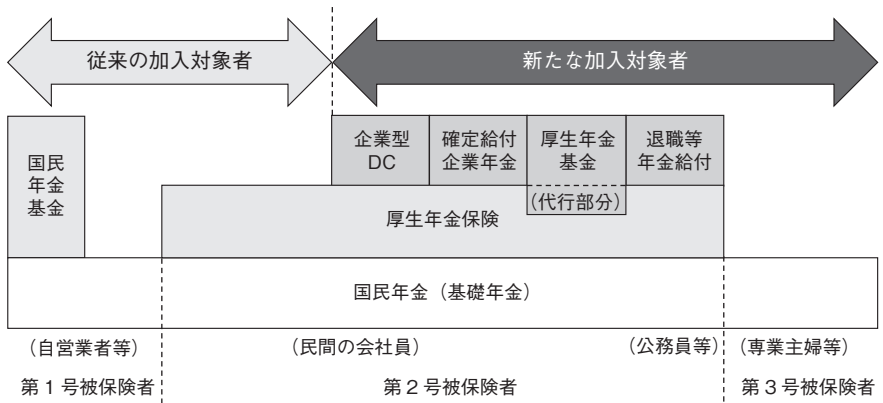 従来の加入対象者
新たな加入対象者
国民
年金
基金
企業型
DC
確定給付
企業年金
厚生年金
基金
退職等
年金給付
（代行部分）
厚生年金保険
国民年金（基礎年金）
（自営業者等）
（民間の会社員）
（公務員等）
（専業主婦等）
第1号被保険者
第2号被保険者
第3号被保険者